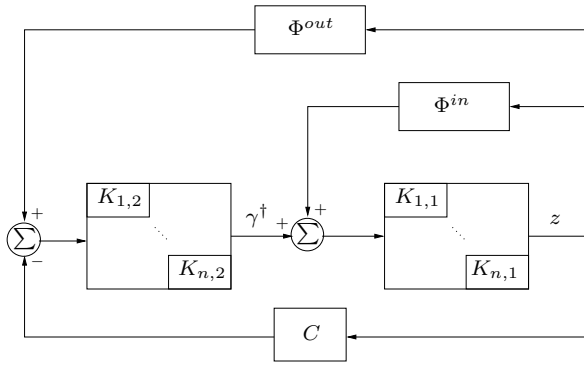 Φ^{out}
Φ^{in}
K_{1,2}
K_{1,1}
+
γ^†
+
+
z
Σ
⋱
Σ
⋱
−
K_{n,2}
K_{n,1}
C